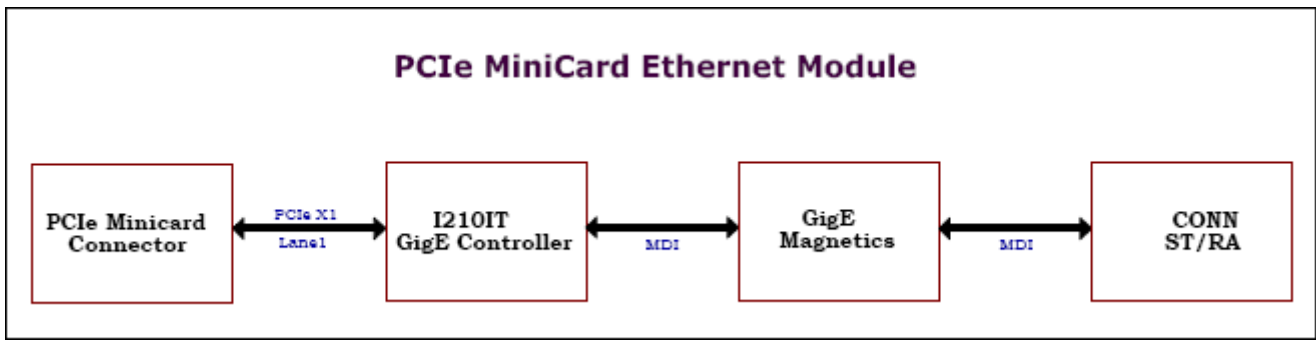 PCIe MiniCard Ethernet Module
PCIe Minicard
Connector
PCIe X1
Lane1
I210IT
GigE Controller
MDI
GigE
Magnetics
MDI
CONN
ST/RA